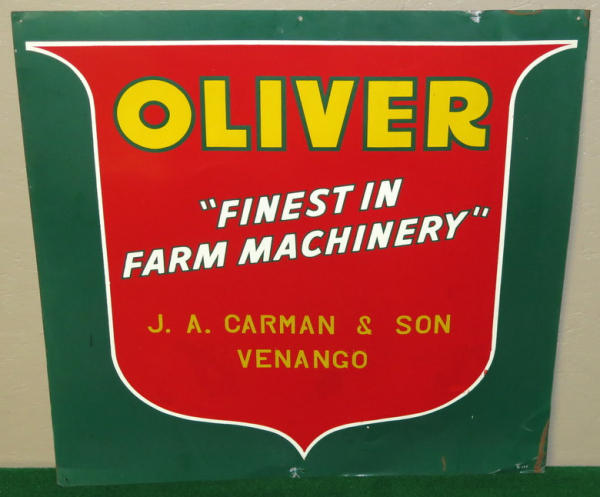 OLIVER
"FINEST IN
FARM MACHINERY"
J. A. CARMAN & SON
VENANGO